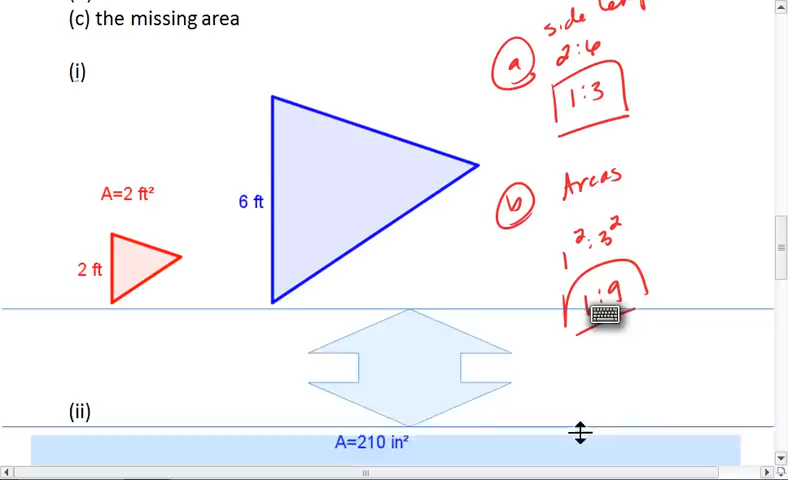 (c) the missing area
(i)
side
a
2:6
1:3
A=2 ft²
6 ft
2 ft
b
Areas
1²:3²
1:9
(ii)
A=210 in²